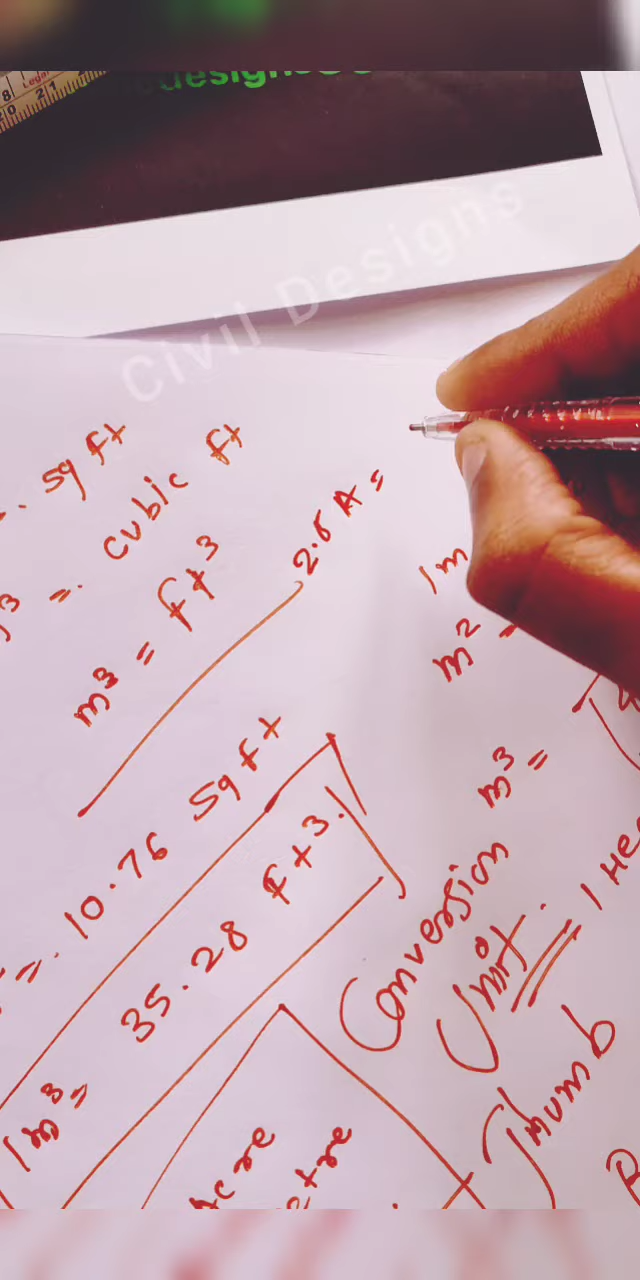 sq ft
= cubic ft
m³ = ft³
2.5 A =
1m
m² =
m³ =
= 10.76 sq ft
1m³ = 35.28 ft3.
Conversion
Unit.
= 1 Hec
Thumb
Acre
Civil Designs